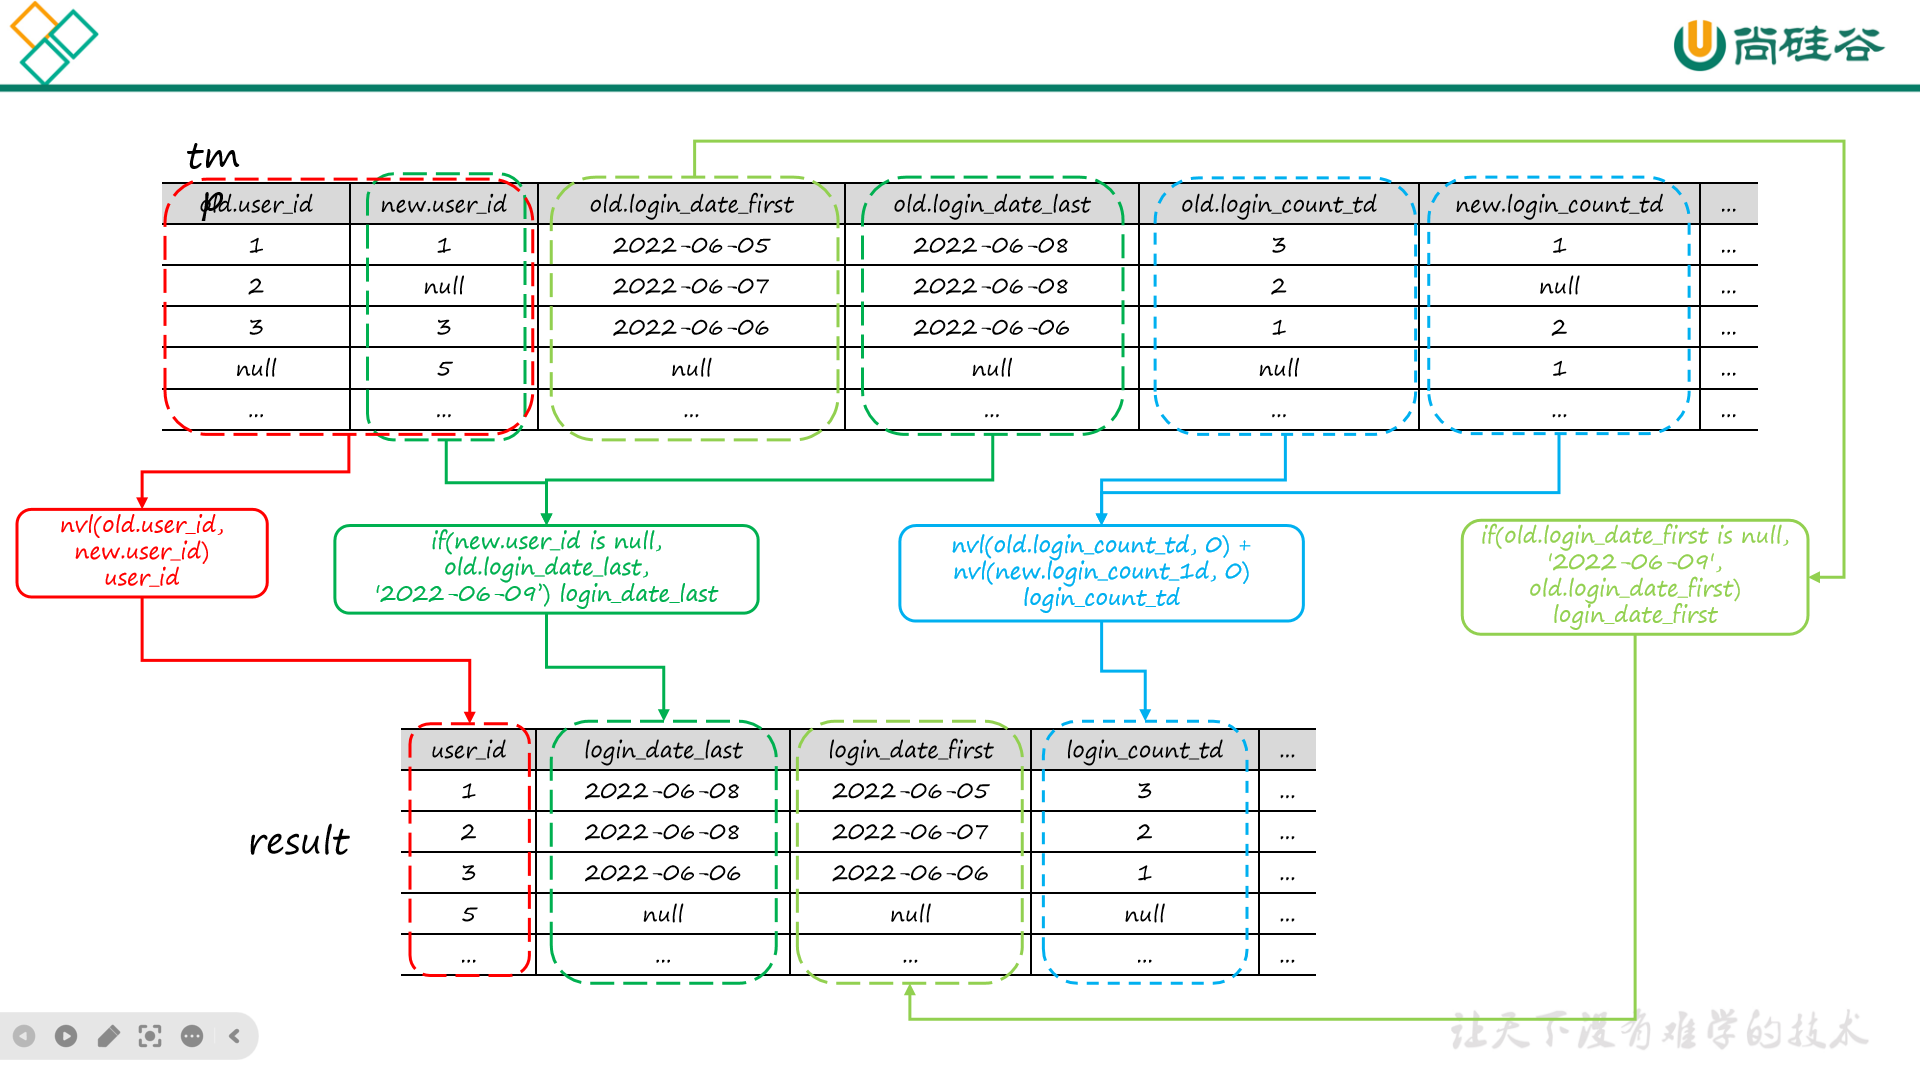 尚硅谷
tm
p
old.user_id new.user_id old.login_date_first old.login_date_last old.login_count_td new.login_count_td ...
1 1 2022-06-05 2022-06-08 3 1 ...
2 null 2022-06-07 2022-06-08 2 null ...
3 3 2022-06-06 2022-06-06 1 2 ...
null 5 null null null 1 ...
... ... ... ... ... ... ...
nvl(old.user_id,
new.user_id)
user_id
if(new.user_id is null,
old.login_date_last,
'2022-06-09’) login_date_last
nvl(old.login_count_td, 0) +
nvl(new.login_count_1d, 0)
login_count_td
if(old.login_date_first is null,
'2022-06-09',
old.login_date_first)
login_date_first
result
user_id login_date_last login_date_first login_count_td ...
1 2022-06-08 2022-06-05 3 ...
2 2022-06-08 2022-06-07 2 ...
3 2022-06-06 2022-06-06 1 ...
5 null null null ...
... ... ... ... ...
让天下没有难学的技术